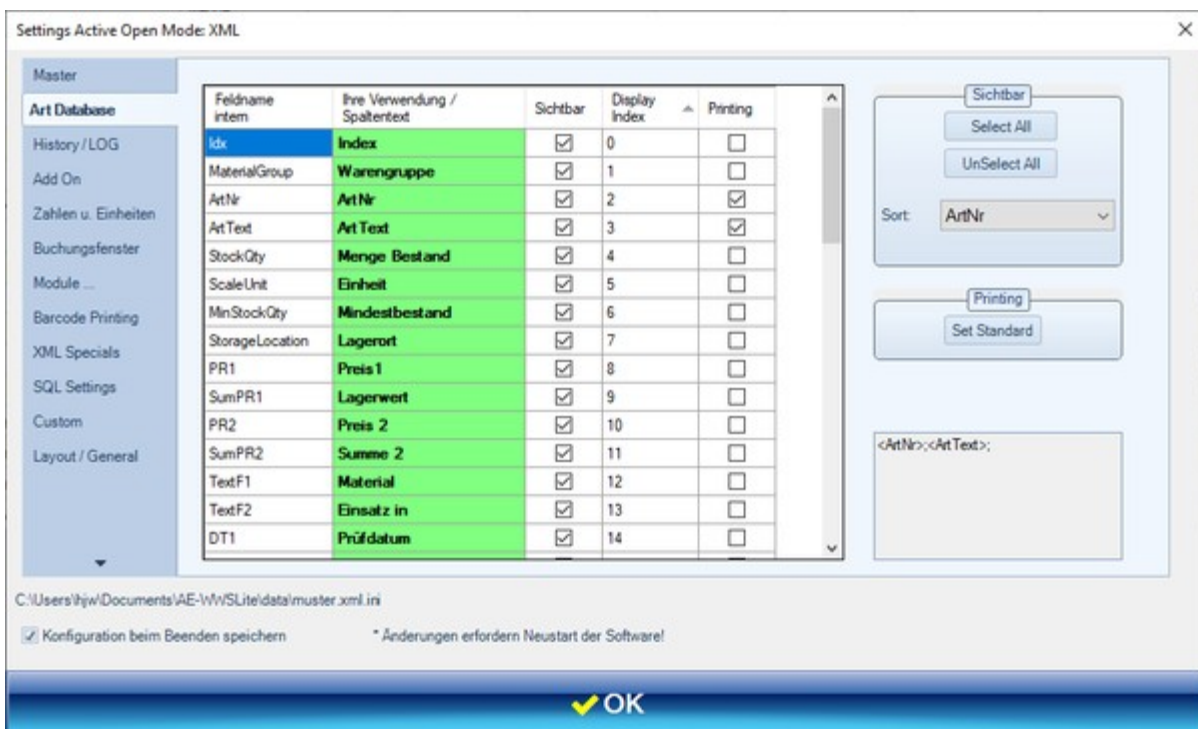 Settings Active Open Mode: XML
Master
Art Database
History / LOG
Add On
Zahlen u. Einheiten
Buchungsfenster
Module ...
Barcode Printing
XML Specials
SQL Settings
Custom
Layout / General
Feldname intern Ihre Verwendung / Spaltentext Sichtbar Display Index Printing
Idx Index 0
MaterialGroup Warengruppe 1
ArtNr ArtNr 2
ArtText ArtText 3
StockQty Menge Bestand 4
ScaleUnit Einheit 5
MinStockQty Mindestbestand 6
StorageLocation Lagerort 7
PR1 Preis1 8
SumPR1 Lagerwert 9
PR2 Preis 2 10
SumPR2 Summe 2 11
TextF1 Material 12
TextF2 Einsatz in 13
DT1 Prüfdatum 14
Sichtbar
Select All
UnSelect All
Sort: ArtNr
Printing
Set Standard
<ArtNr>;<ArtText>;
C:\Users\hjw\Documents\AE-WWSLite\data\muster.xml.ini
Konfiguration beim Beenden speichern
* Änderungen erfordern Neustart der Software!
OK